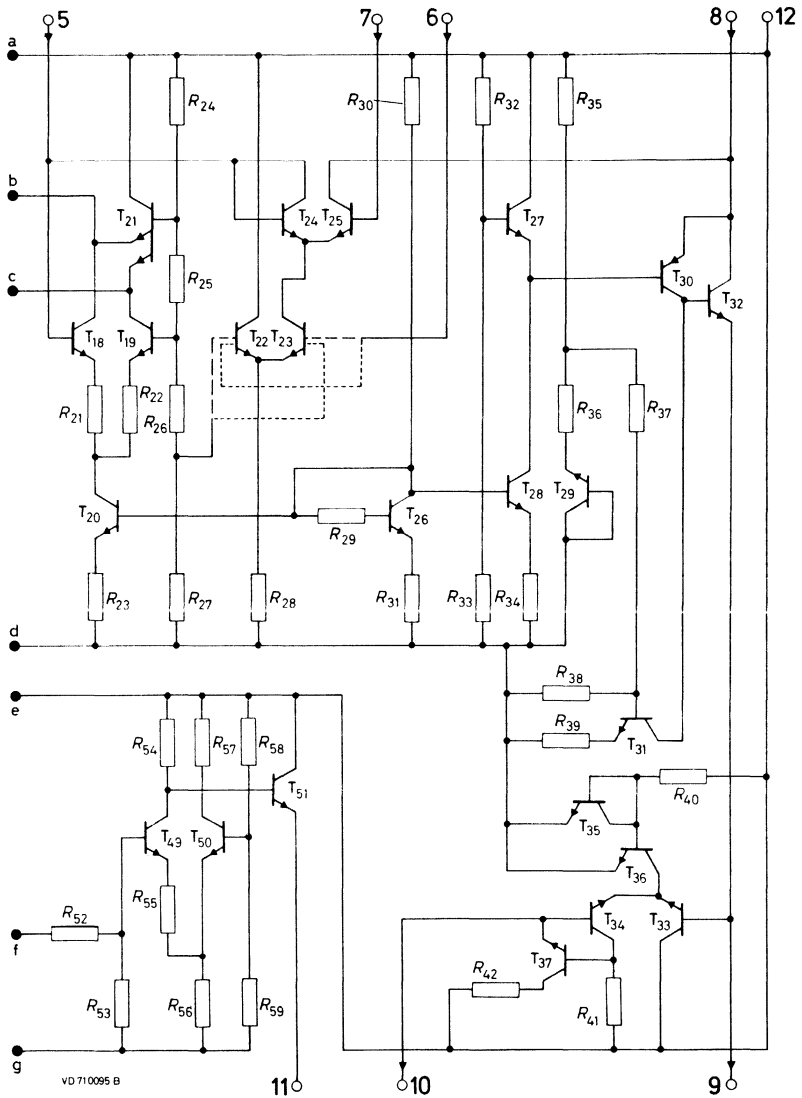 5 7 6 8 12
a
R24 R30 R32 R35
b
T21 T24 T25 T27
R25 T30
c
T32
T18 T19 T22 T23
R22
R21 R26 R36 R37
T20 T26 T28 T29
R29
R23 R27 R28 R31 R33 R34
d
R38
e
R54 R57 R58 R39
T31
T51 R40
T35
T49 T50
T36
R55
R52 T34 T33
f
T37
R42
R53 R56 R59 R41
g
VD 710095 B
11 10 9